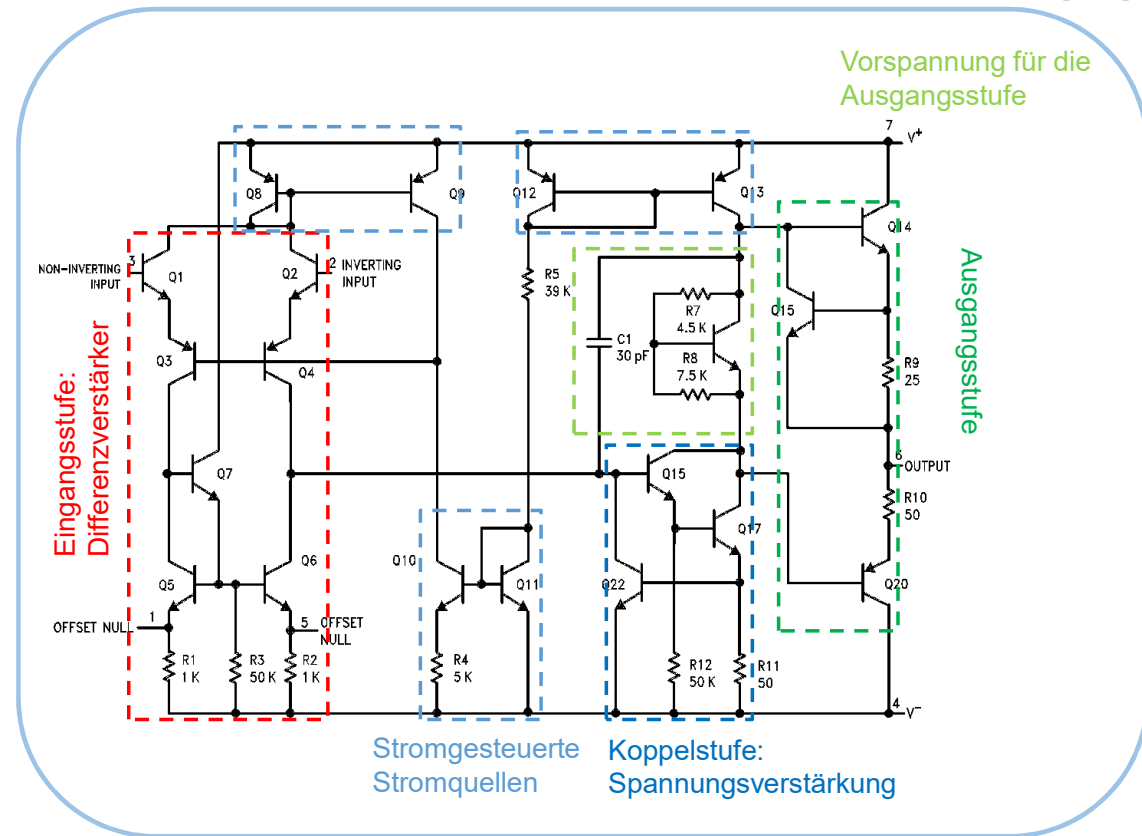 Vorspannung für die
Ausgangsstufe
7
V+
Q8
Q9
Q12
Q13
Q14
3
NON-INVERTING
INPUT
Q1
Q2
2 INVERTING
INPUT
R5
39 K
R7
4.5 K
C1
30 pF
R8
7.5 K
Q15
R9
25
Q3
Q4
Ausgangsstufe
Eingangsstufe:
Differenzverstärker
Q7
Q15
6
OUTPUT
R10
50
Q17
Q5
Q6
Q10
Q11
Q22
Q20
1
OFFSET NULL
5 OFFSET
NULL
R1
1 K
R3
50 K
R2
1 K
R4
5 K
R12
50 K
R11
50
4
V-
Stromgesteuerte
Stromquellen
Koppelstufe:
Spannungsverstärkung